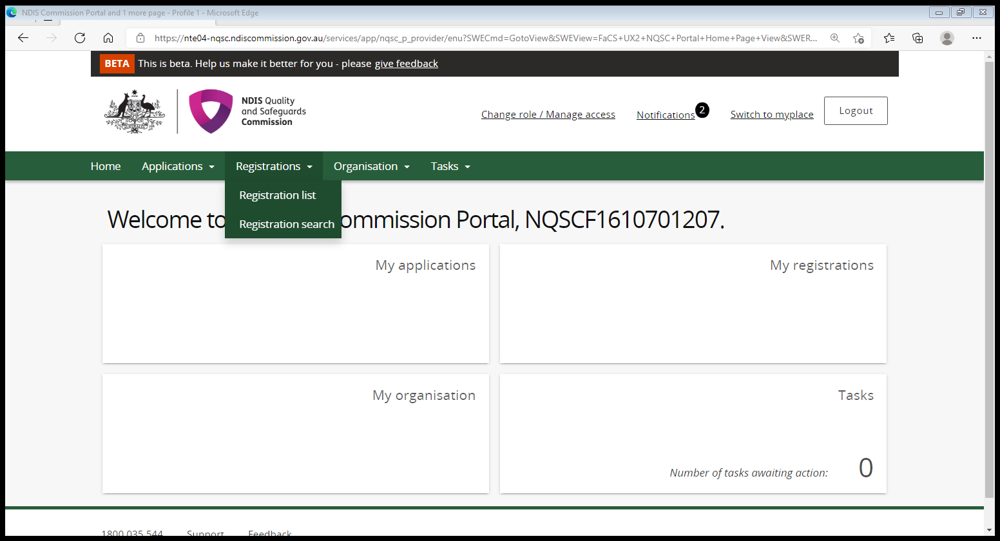 NDIS Commission Portal and 1 more page - Profile 1 - Microsoft Edge
https://nte04-nqsc.ndiscommission.gov.au/services/app/nqsc_p_provider/enu?SWECmd=GotoView&SWEView=FaCS+UX2+NQSC+Portal+Home+Page+View&SWER...
BETA This is beta. Help us make it better for you - please give feedback
AUSTRALIA
NDIS Quality
and Safeguards
Commission
Change role / Manage access
Notifications 2
Switch to myplace
Logout
Home Applications Registrations Organisation Tasks
Registration list
Registration search
Welcome to ommission Portal, NQSCF1610701207.
My applications
My registrations
My organisation
Tasks
Number of tasks awaiting action: 0
1800 035 544 Support Feedback